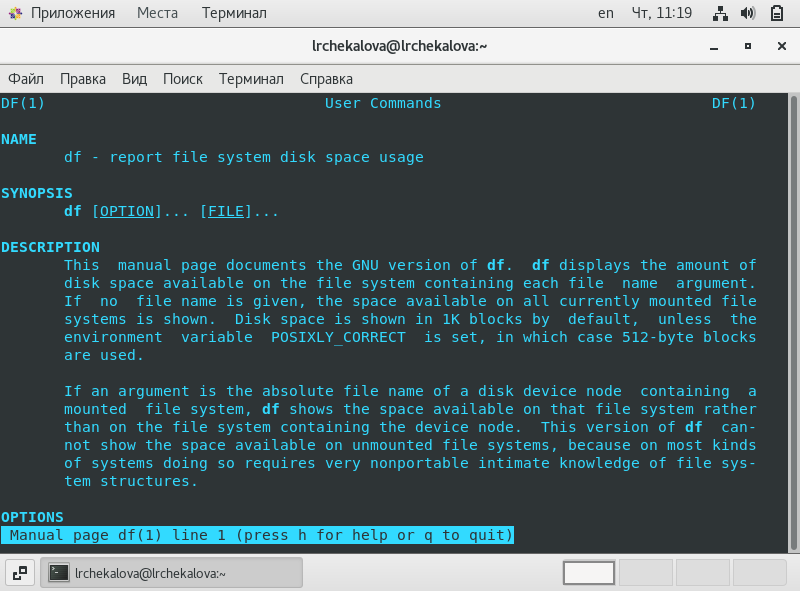 Приложения Места Терминал en Чт, 11:19
lrchekalova@lrchekalova:~
Файл Правка Вид Поиск Терминал Справка
DF(1) User Commands DF(1)
NAME
df - report file system disk space usage
SYNOPSIS
df [OPTION]... [FILE]...
DESCRIPTION
This  manual page documents the GNU version of df.  df displays the amount of
disk space available on the file system containing each file  name  argument.
If  no  file name is given, the space available on all currently mounted file
systems is shown.  Disk space is shown in 1K blocks by  default,  unless  the
environment  variable  POSIXLY_CORRECT  is set, in which case 512-byte blocks
are used.
If an argument is the absolute file name of a disk device node  containing  a
mounted  file system, df shows the space available on that file system rather
than on the file system containing the device node.  This version of df  can-
not show the space available on unmounted file systems, because on most kinds
of systems doing so requires very nonportable intimate knowledge of file sys-
tem structures.
OPTIONS
Manual page df(1) line 1 (press h for help or q to quit)
lrchekalova@lrchekalova:~